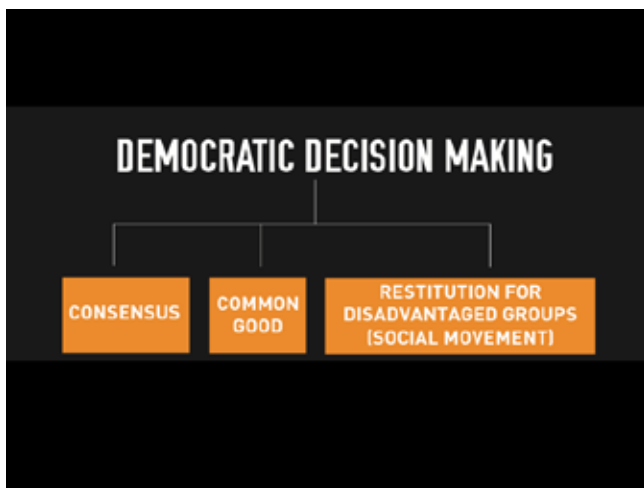 DEMOCRATIC DECISION MAKING
CONSENSUS
COMMON
GOOD
RESTITUTION FOR
DISADVANTAGED GROUPS
(SOCIAL MOVEMENT)